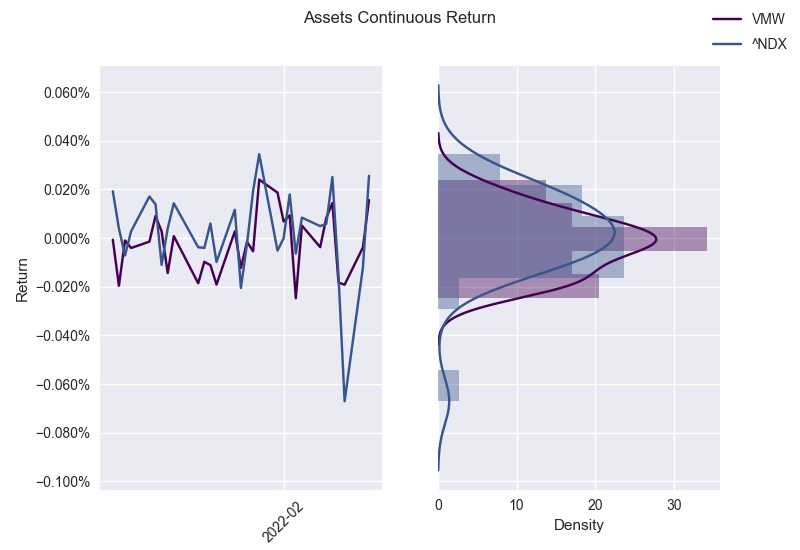 Assets Continuous Return
VMW
^NDX
0.060%
0.040%
0.020%
0.000%
−0.020%
−0.040%
−0.060%
−0.080%
−0.100%
Return
2022-02
0 10 20 30
Density